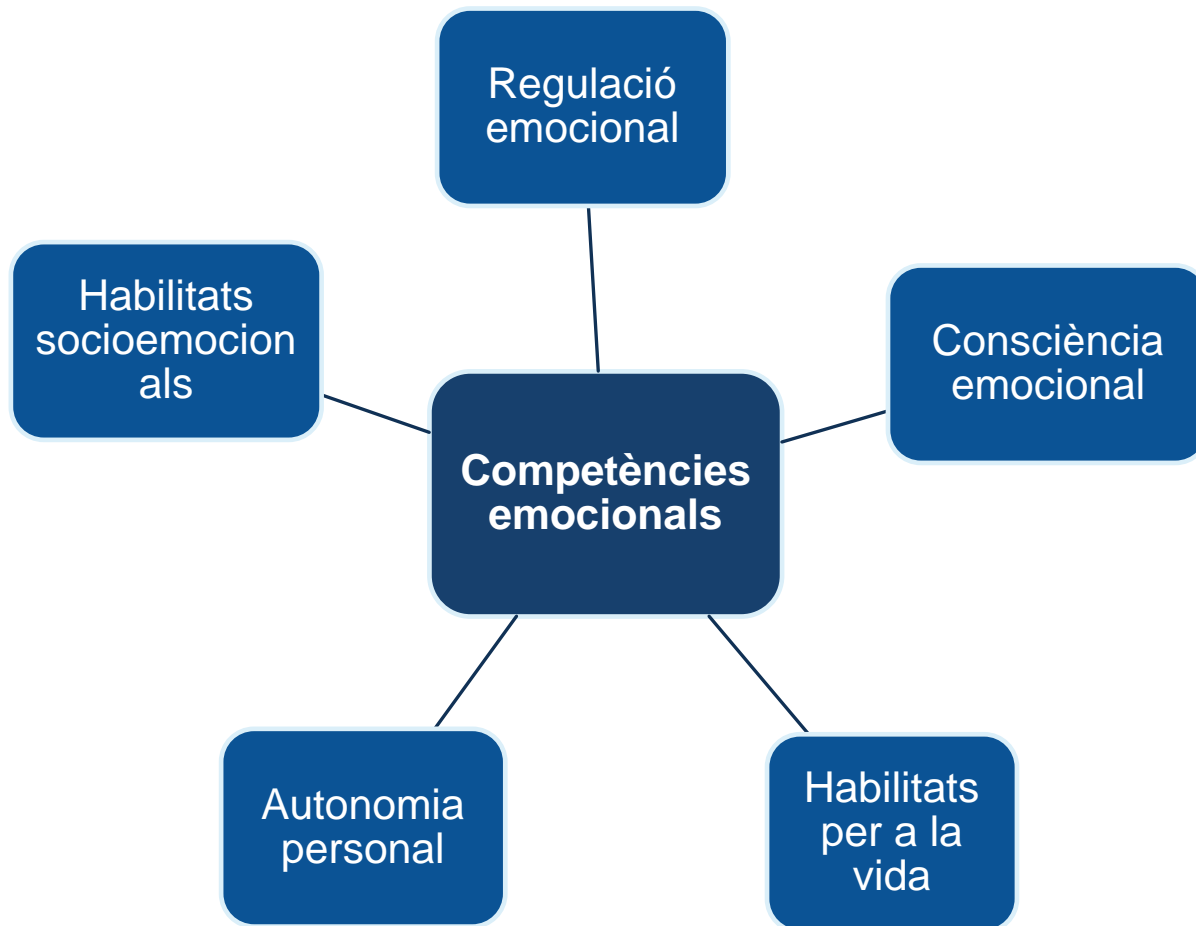 Regulació
emocional
Habilitats
socioemocion
als
Consciència
emocional
Competències
emocionals
Autonomia
personal
Habilitats
per a la
vida